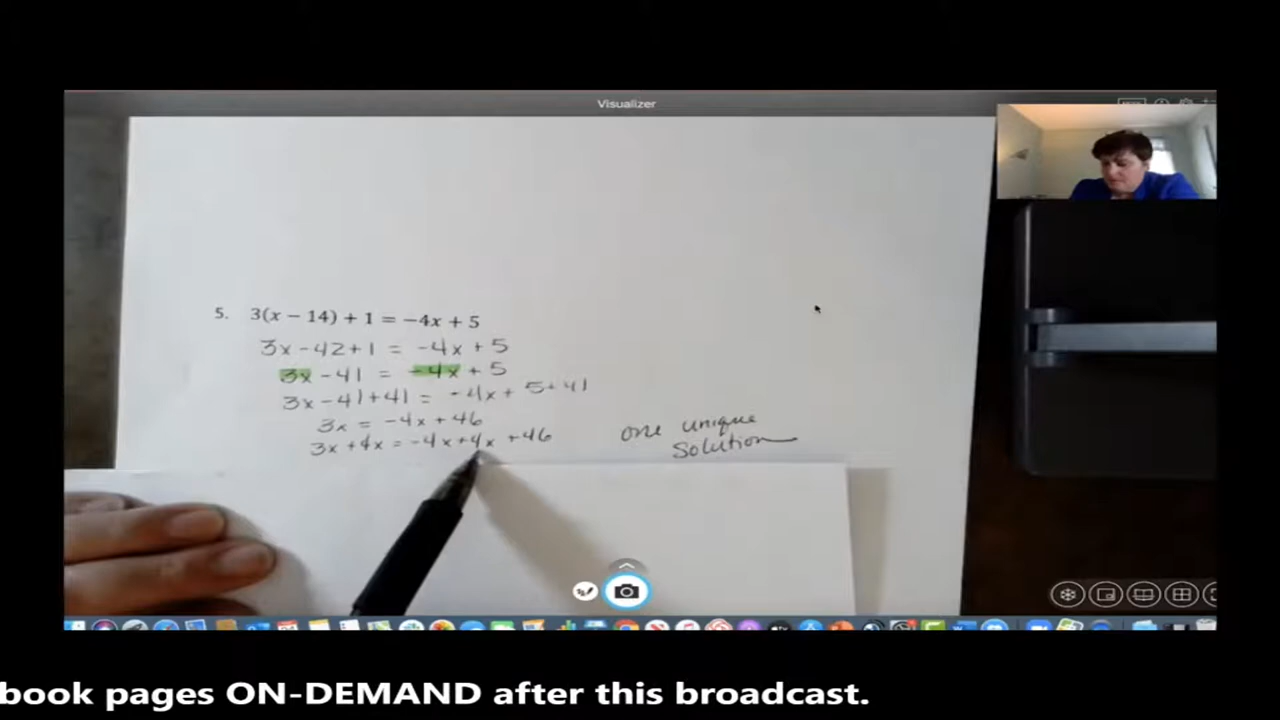 Visualizer
5. 3(x − 14) + 1 = −4x + 5
3x - 42 + 1 = -4x + 5
3x - 41 = -4x + 5
3x - 41 + 41 = -4x + 5 + 41
3x = -4x + 46
3x + 4x = -4x + 4x + 46
one unique
solution
book pages ON-DEMAND after this broadcast.